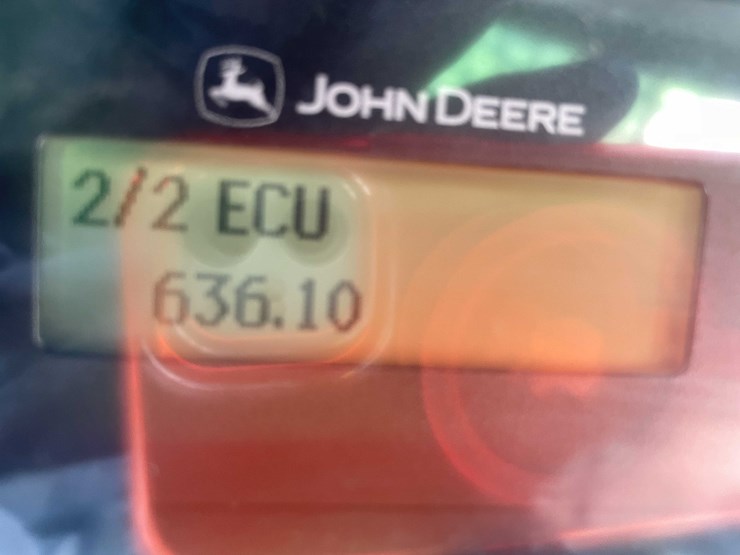 JOHN DEERE
2/2 ECU
636.10